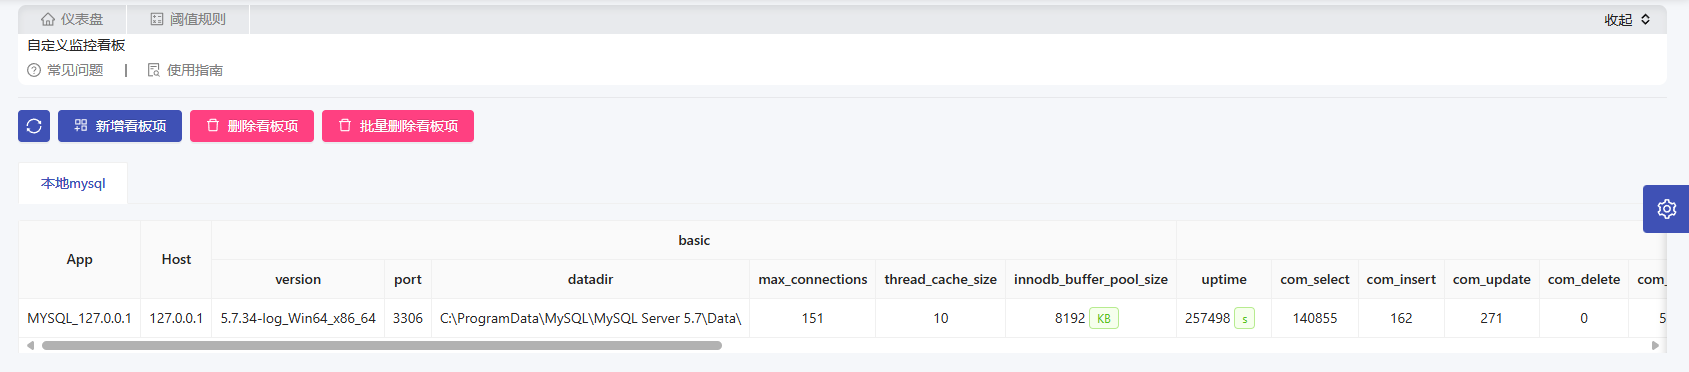 仪表盘 阈值规则 收起
自定义监控看板
常见问题 | 使用指南
新增看板项 删除看板项 批量删除看板项
本地mysql
App Host basic
version port datadir max_connections thread_cache_size innodb_buffer_pool_size uptime com_select com_insert com_update com_delete com_
MYSQL_127.0.0.1 127.0.0.1 5.7.34-log_Win64_x86_64 3306 C:\ProgramData\MySQL\MySQL Server 5.7\Data\ 151 10 8192 KB 257498 s 140855 162 271 0 5